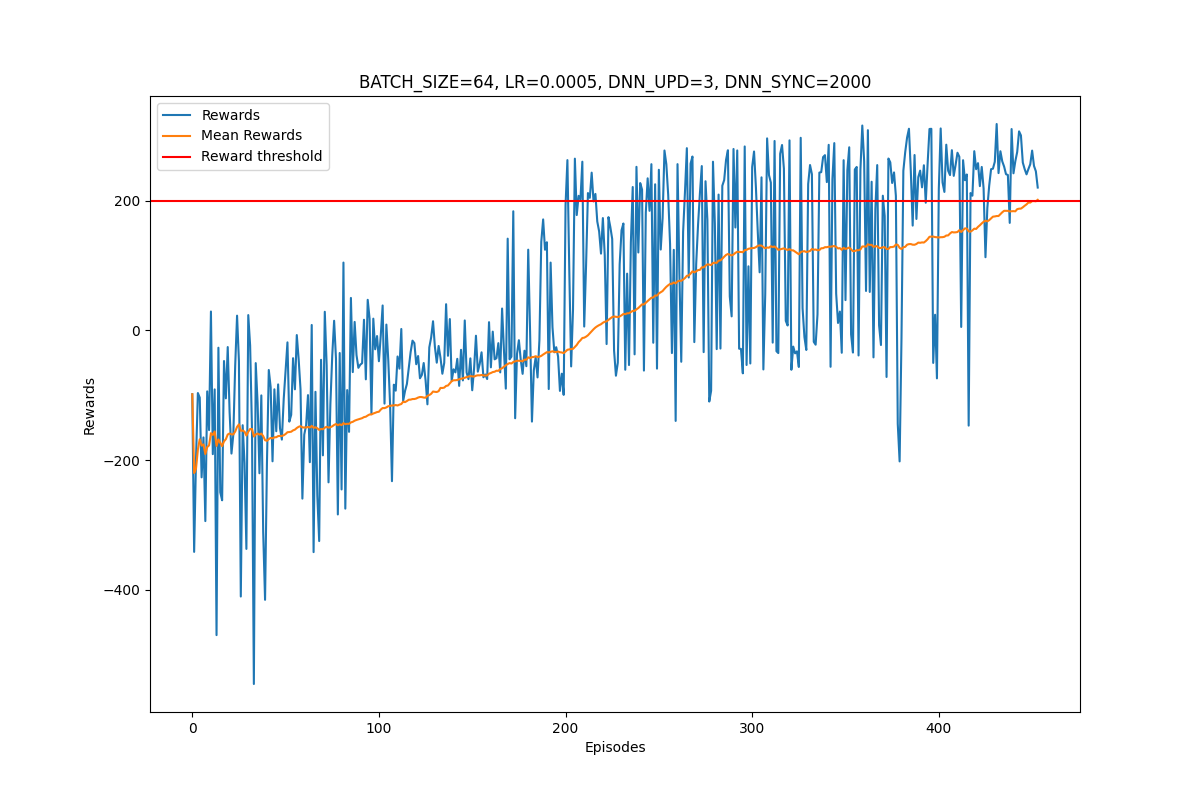 BATCH_SIZE=64, LR=0.0005, DNN_UPD=3, DNN_SYNC=2000
Rewards
Mean Rewards
Reward threshold
200
0
−200
−400
Rewards
0
100
200
300
400
Episodes